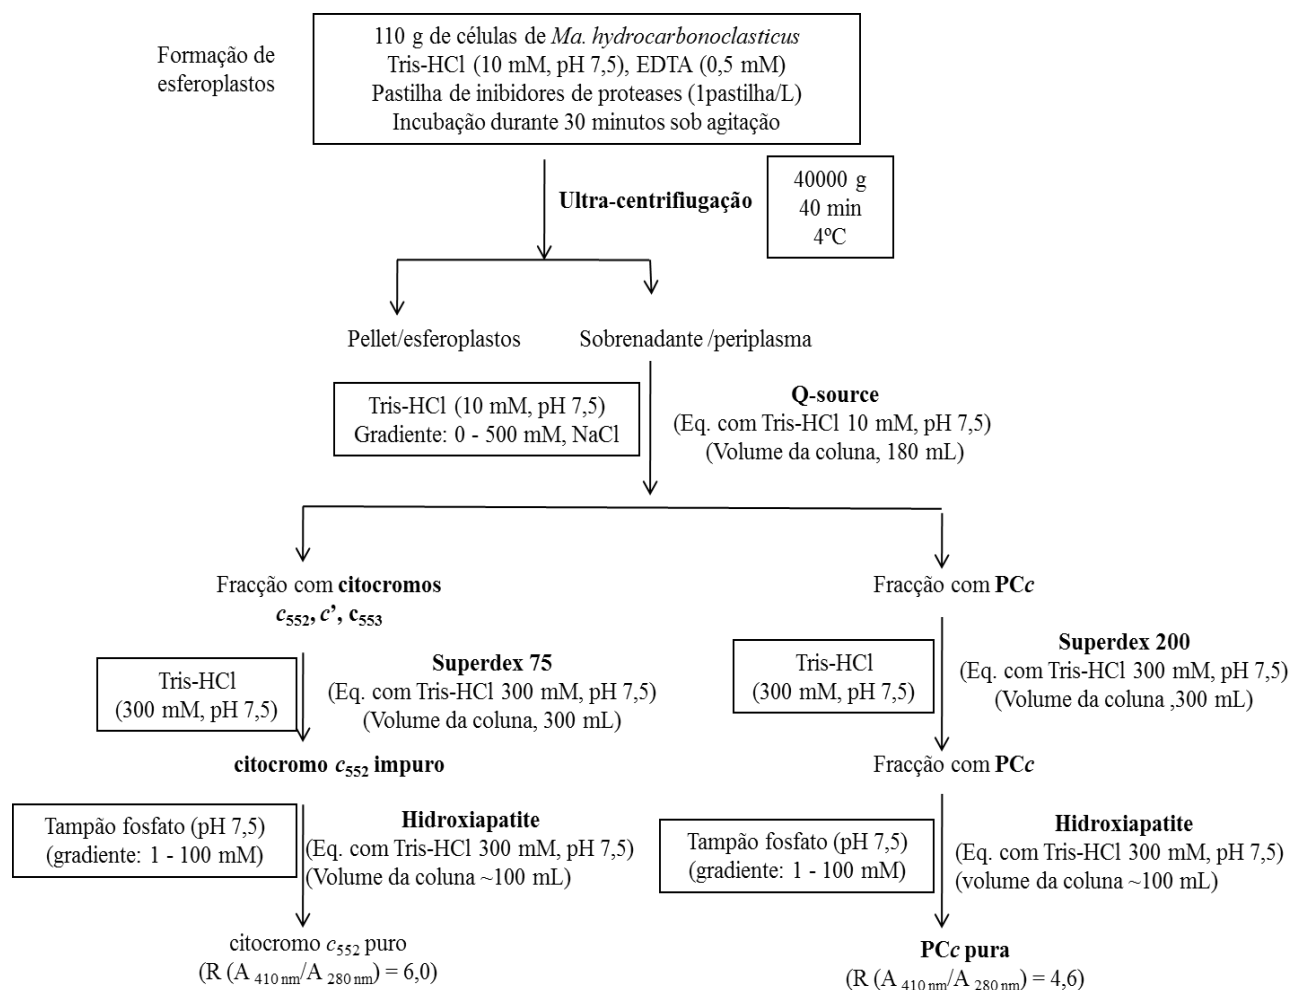 Formação de
esferoplastos
110 g de células de Ma. hydrocarbonoclasticus
Tris-HCl (10 mM, pH 7,5), EDTA (0,5 mM)
Pastilha de inibidores de proteases (1pastilha/L)
Incubação durante 30 minutos sob agitação
Ultra-centrifiugação
40000 g
40 min
4ºC
Pellet/esferoplastos
Sobrenadante /periplasma
Tris-HCl (10 mM, pH 7,5)
Gradiente: 0 - 500 mM, NaCl
Q-source
(Eq. com Tris-HCl 10 mM, pH 7,5)
(Volume da coluna, 180 mL)
Fracção com citocromos
c552, c’, c553
Fracção com PCc
Tris-HCl
(300 mM, pH 7,5)
Superdex 75
(Eq. com Tris-HCl 300 mM, pH 7,5)
(Volume da coluna, 300 mL)
Tris-HCl
(300 mM, pH 7,5)
Superdex 200
(Eq. com Tris-HCl 300 mM, pH 7,5)
(Volume da coluna ,300 mL)
citocromo c552 impuro
Fracção com PCc
Tampão fosfato (pH 7,5)
(gradiente: 1 - 100 mM)
Hidroxiapatite
(Eq. com Tris-HCl 300 mM, pH 7,5)
(Volume da coluna ~100 mL)
Tampão fosfato (pH 7,5)
(gradiente: 1 - 100 mM)
Hidroxiapatite
(Eq. com Tris-HCl 300 mM, pH 7,5)
(volume da coluna ~100 mL)
citocromo c552 puro
(R (A 410 nm/A 280 nm) = 6,0)
PCc pura
(R (A 410 nm/A 280 nm) = 4,6)